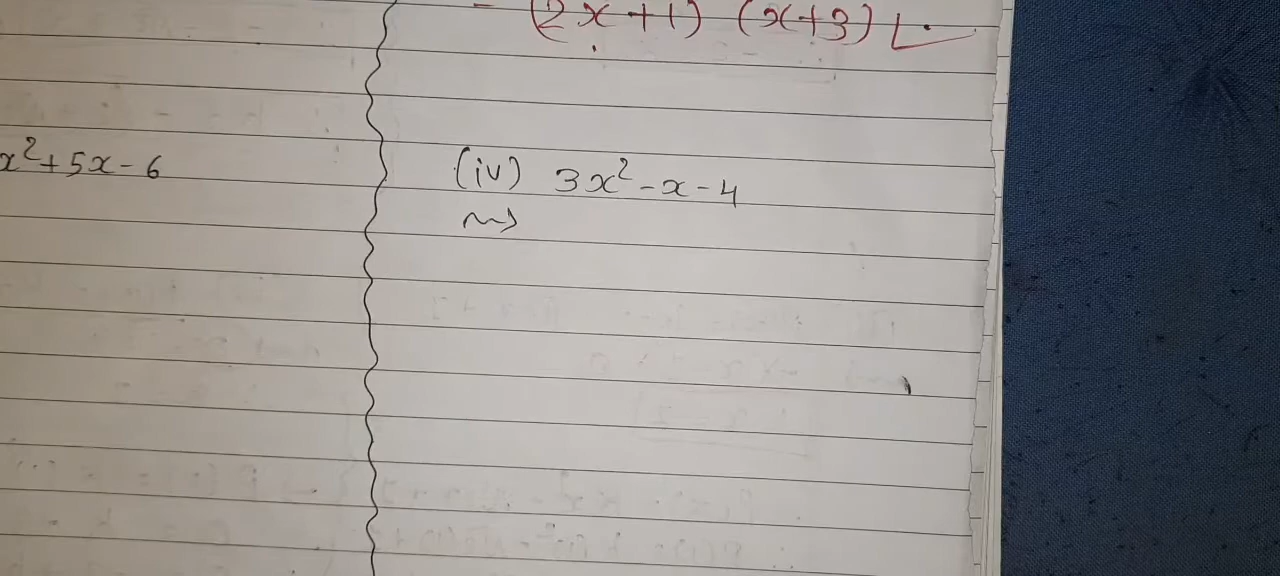 - (2x+1) (x+3)
x²+5x-6
(iv) 3x²-x-4